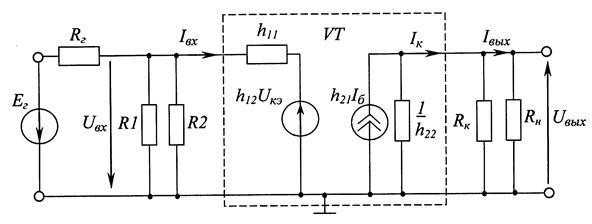 Rг
Iвх
h11
VT
Iк
Iвых
Eг
Uвх
R1
R2
h12Uкэ
h21Iб
1
h22
Rк
Rн
Uвых